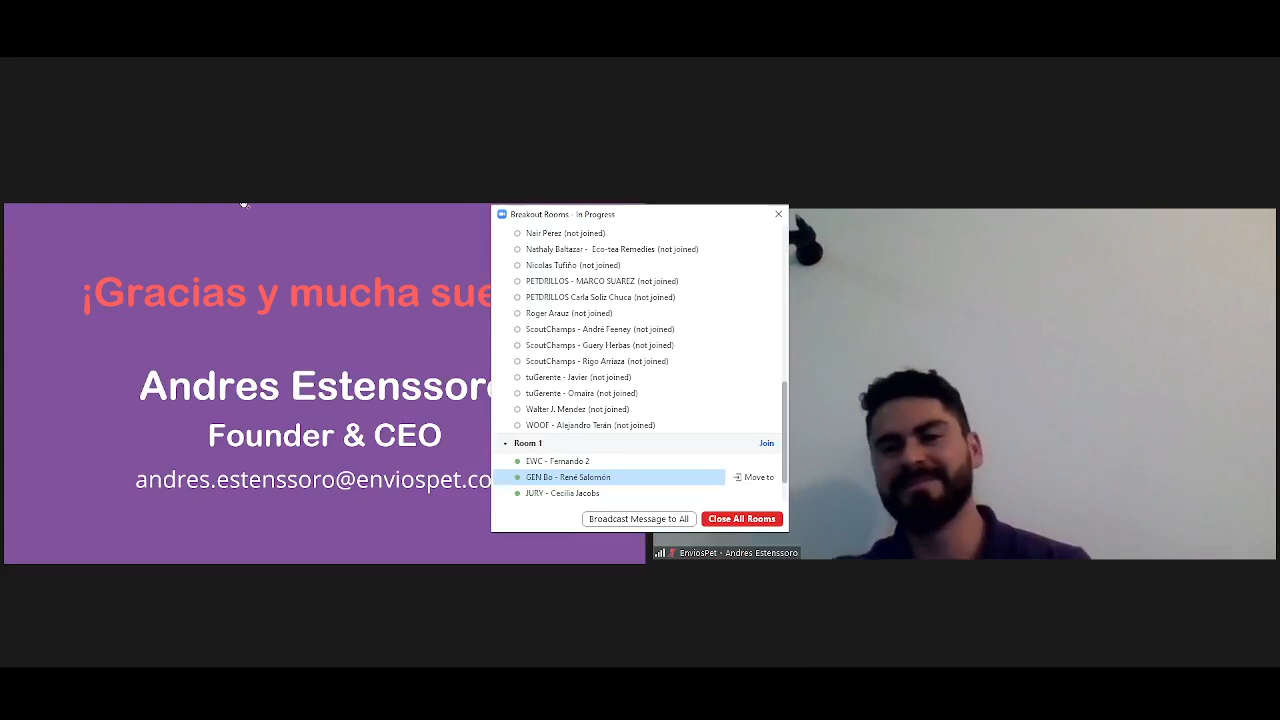 ¡Gracias y mucha sue
Andres Estenssoro
Founder & CEO
andres.estenssoro@enviospet.co
Breakout Rooms - In Progress
Nair Perez (not joined)
Nathaly Baltazar - Eco-tea Remedies (not joined)
Nicolas Tufiño (not joined)
PETDRILLOS - MARCO SUAREZ (not joined)
PETDRILLOS Carla Soliz Chuca (not joined)
Roger Arauz (not joined)
ScoutChamps - André Feeney (not joined)
ScoutChamps - Guery Herbas (not joined)
ScoutChamps - Rigo Arriaza (not joined)
tuGerente - Javier (not joined)
tuGerente - Omaira (not joined)
Walter J. Mendez (not joined)
WOOF - Alejandro Terán (not joined)
Room 1 Join
EWC - Fernando 2
GEN Bo - René Salomón Move to
JURY - Cecilia Jacobs
Broadcast Message to All Close All Rooms
EnviosPet - Andres Estenssoro